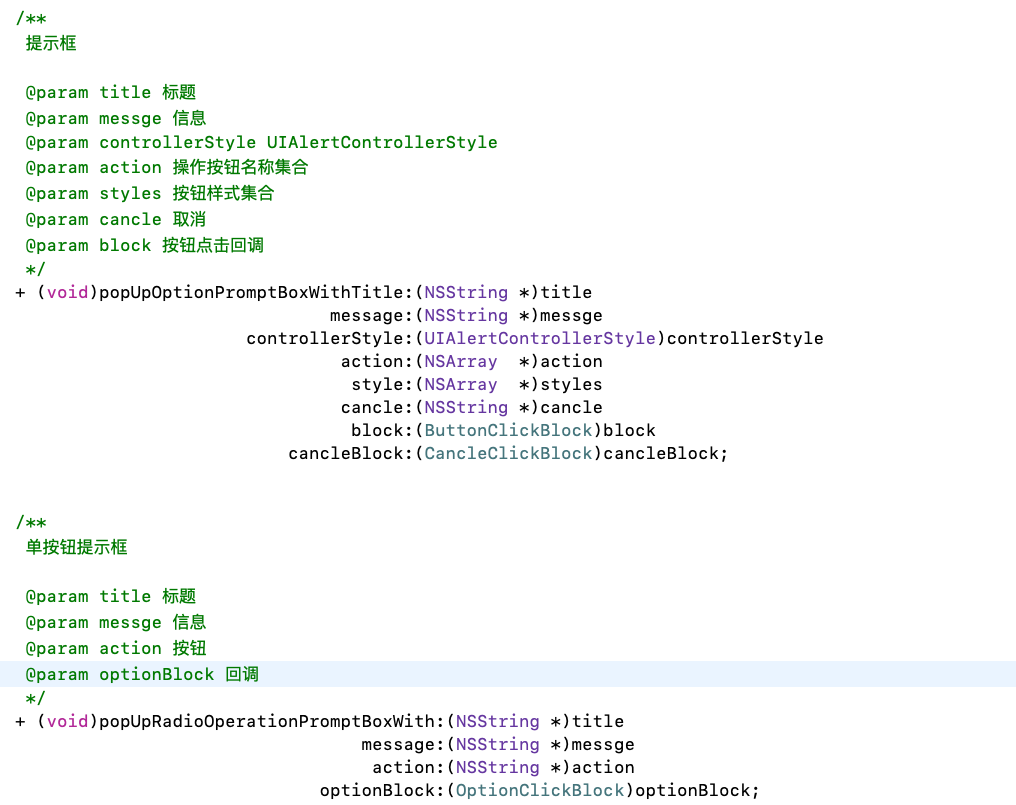 /**
 提示框

 @param title 标题
 @param messge 信息
 @param controllerStyle UIAlertControllerStyle
 @param action 操作按钮名称集合
 @param styles 按钮样式集合
 @param cancle 取消
 @param block 按钮点击回调
 */
+ (void)popUpOptionPromptBoxWithTitle:(NSString *)title
                              message:(NSString *)messge
                      controllerStyle:(UIAlertControllerStyle)controllerStyle
                               action:(NSArray  *)action
                                style:(NSArray  *)styles
                               cancle:(NSString *)cancle
                                block:(ButtonClickBlock)block
                          cancleBlock:(CancleClickBlock)cancleBlock;


/**
 单按钮提示框

 @param title 标题
 @param messge 信息
 @param action 按钮
 @param optionBlock 回调
 */
+ (void)popUpRadioOperationPromptBoxWith:(NSString *)title
                                 message:(NSString *)messge
                                  action:(NSString *)action
                             optionBlock:(OptionClickBlock)optionBlock;